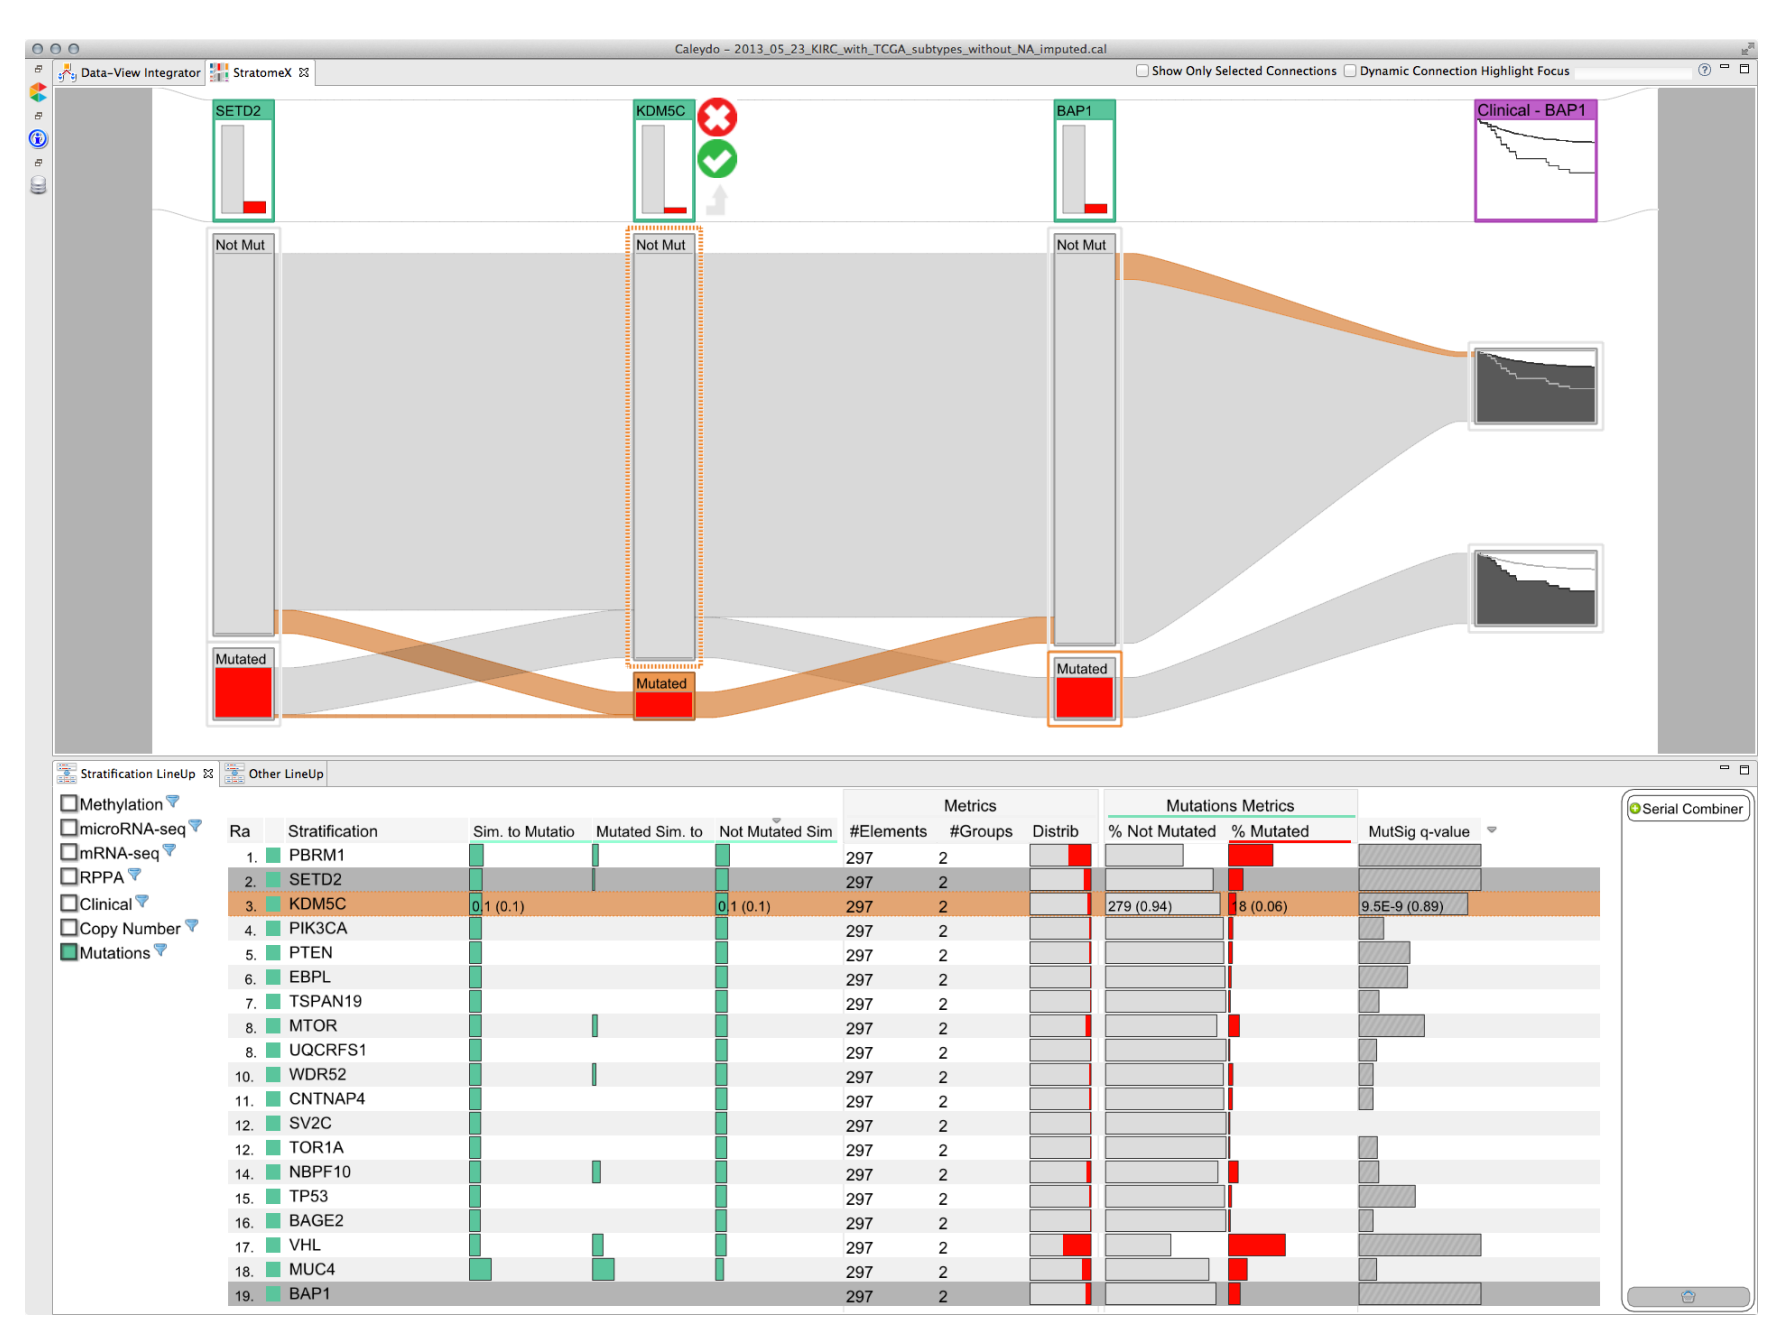 Caleydo - 2013_05_23_KIRC_with_TCGA_subtypes_without_NA_imputed.cal
Data-View Integrator StratomeX Show Only Selected Connections Dynamic Connection Highlight Focus
SETD2 KDM5C BAP1 Clinical - BAP1
Not Mut Not Mut Not Mut
Mutated Mutated Mutated
Stratification LineUp Other LineUp
Methylation
microRNA-seq
mRNA-seq
RPPA
Clinical
Copy Number
Mutations
Metrics Mutations Metrics
Ra Stratification Sim. to Mutatio Mutated Sim. to Not Mutated Sim #Elements #Groups Distrib % Not Mutated % Mutated MutSig q-value
1. PBRM1 297 2
2. SETD2 297 2
3. KDM5C 0.1 (0.1) 0.1 (0.1) 297 2 279 (0.94) 18 (0.06) 9.5E-9 (0.89)
4. PIK3CA 297 2
5. PTEN 297 2
6. EBPL 297 2
7. TSPAN19 297 2
8. MTOR 297 2
8. UQCRFS1 297 2
10. WDR52 297 2
11. CNTNAP4 297 2
12. SV2C 297 2
12. TOR1A 297 2
14. NBPF10 297 2
15. TP53 297 2
16. BAGE2 297 2
17. VHL 297 2
18. MUC4 297 2
19. BAP1 297 2
Serial Combiner